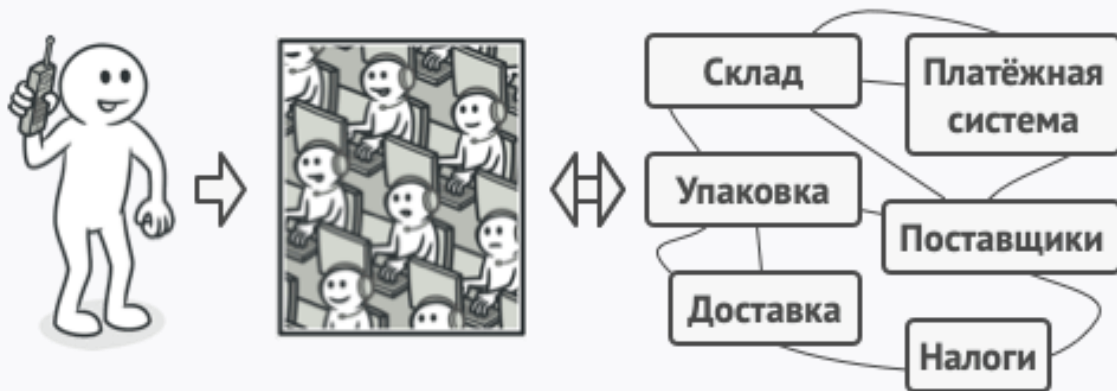 Склад
Платёжная
система
Упаковка
Поставщики
Доставка
Налоги